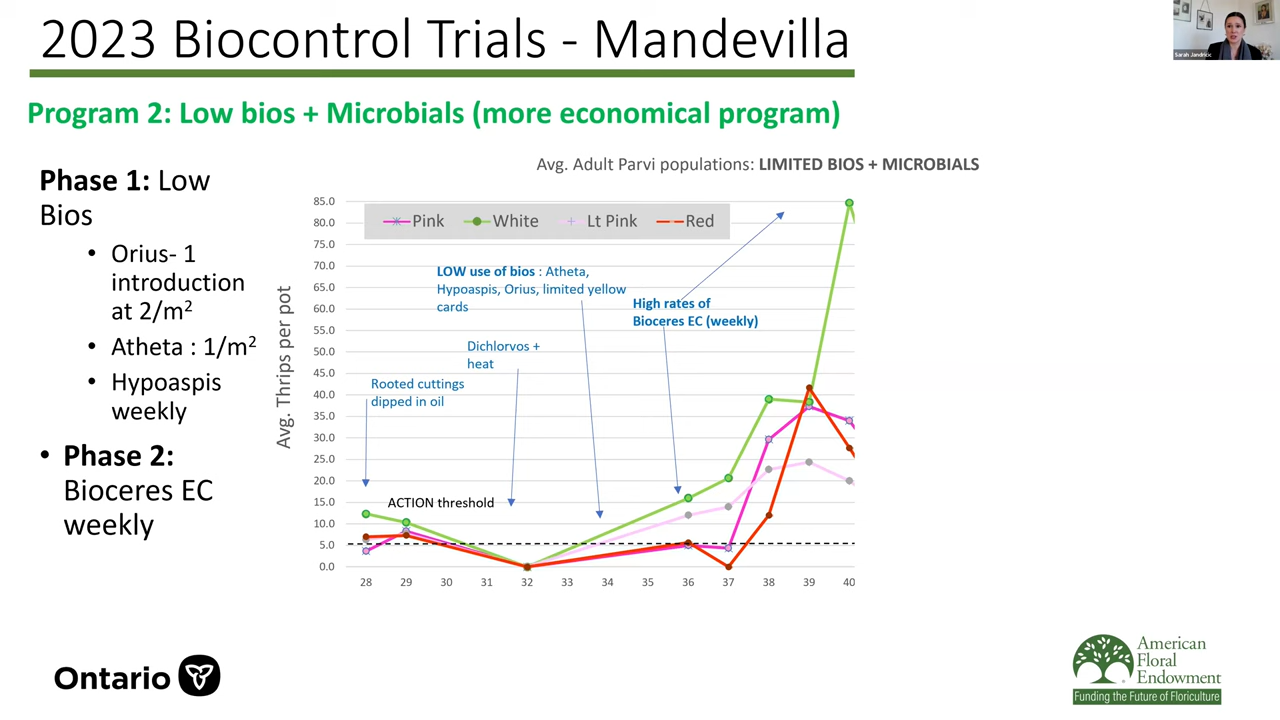 2023 Biocontrol Trials - Mandevilla
Sarah Jandricic
Program 2: Low bios + Microbials (more economical program)
Phase 1: Low
Bios
• Orius- 1
introduction
at 2/m2
• Atheta : 1/m2
• Hypoaspis
weekly
• Phase 2:
Bioceres EC
weekly
Avg. Adult Parvi populations: LIMITED BIOS + MICROBIALS
Avg. Thrips per pot
85.0
80.0
75.0
70.0
65.0
60.0
55.0
50.0
45.0
40.0
35.0
30.0
25.0
20.0
15.0
10.0
5.0
0.0
Pink White Lt Pink Red
LOW use of bios : Atheta,
Hypoaspis, Orius, limited yellow
cards
High rates of
Bioceres EC (weekly)
Dichlorvos +
heat
Rooted cuttings
dipped in oil
ACTION threshold
28 29 30 31 32 33 34 35 36 37 38 39 40
Ontario
American
Floral
Endowment
Funding the Future of Floriculture